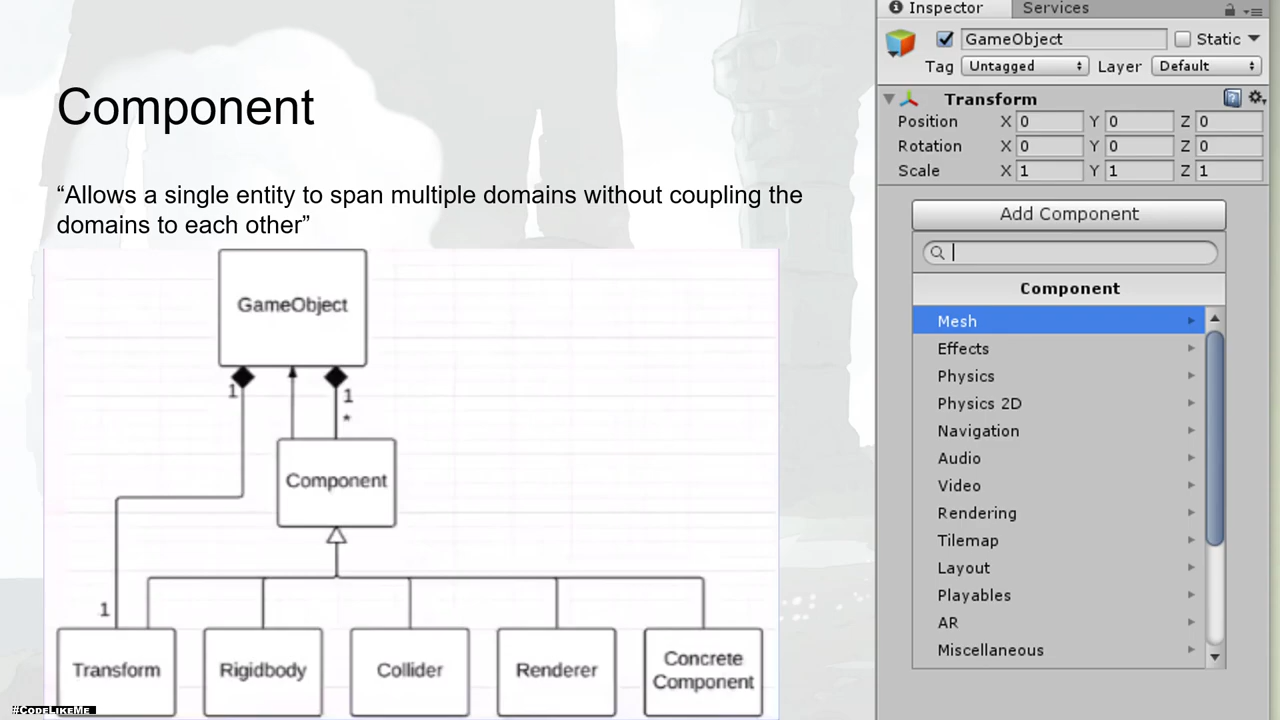 Component
“Allows a single entity to span multiple domains without coupling the
domains to each other”
GameObject
1
1
*
Component
1
Transform
Rigidbody
Collider
Renderer
Concrete
Component
#CodeLikeMe
Inspector Services
GameObject Static
Tag Untagged Layer Default
Transform
Position X 0 Y 0 Z 0
Rotation X 0 Y 0 Z 0
Scale X 1 Y 1 Z 1
Add Component
Component
Mesh
Effects
Physics
Physics 2D
Navigation
Audio
Video
Rendering
Tilemap
Layout
Playables
AR
Miscellaneous